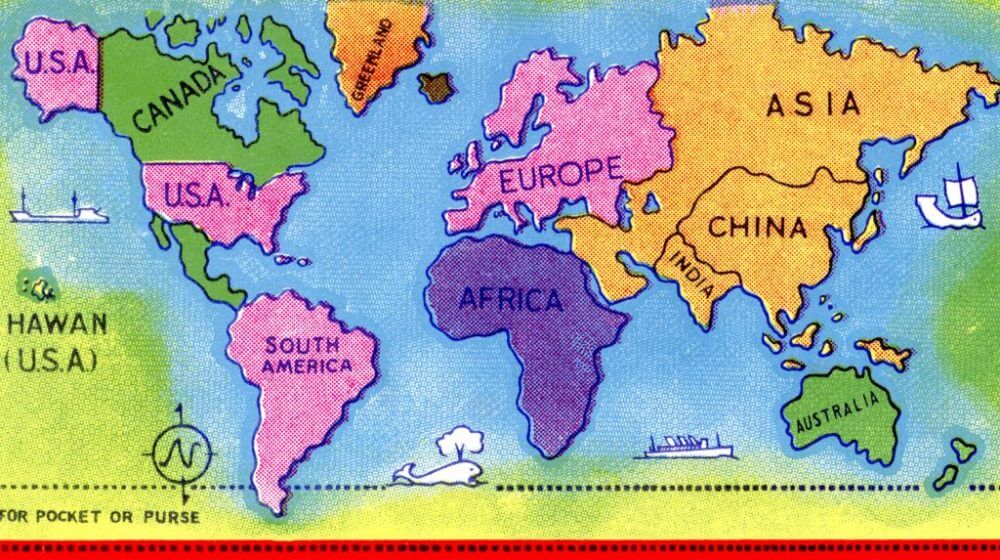 U.S.A.
CANADA
GREENLAND
ASIA
EUROPE
U.S.A.
CHINA
INDIA
AFRICA
HAWAN
(U.S.A.)
SOUTH
AMERICA
AUSTRALIA
N
FOR POCKET OR PURSE